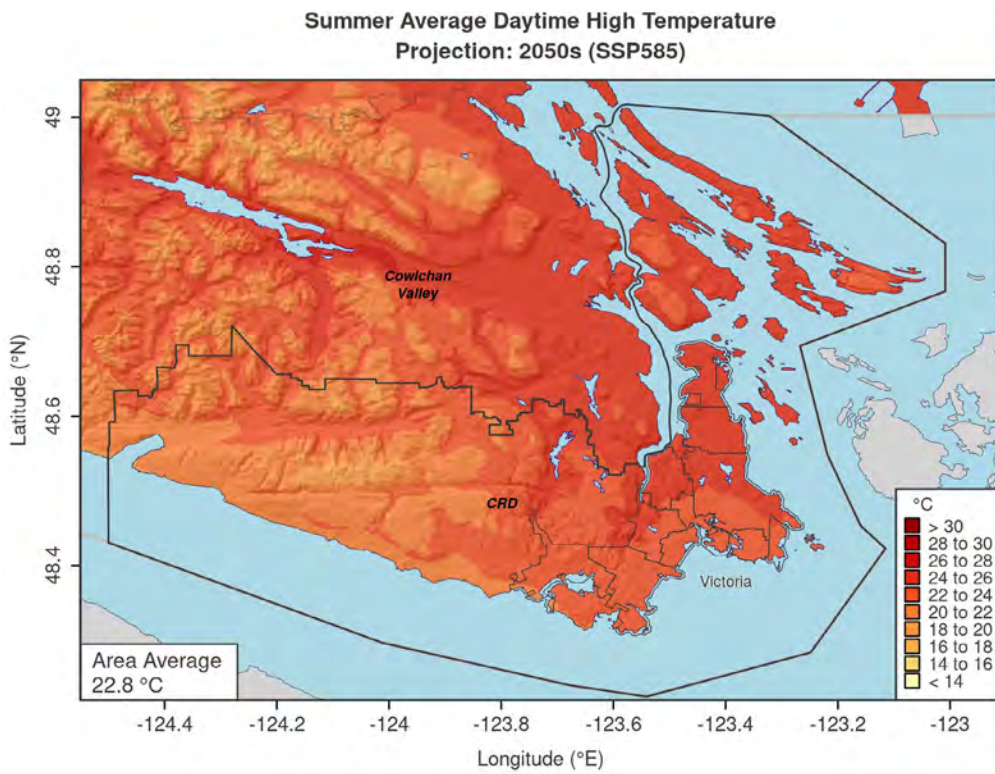 Summer Average Daytime High Temperature
Projection: 2050s (SSP585)
49
48.8
48.6
48.4
Latitude (°N)
Cowichan
Valley
CRD
Victoria
Area Average
22.8 °C
°C
> 30
28 to 30
26 to 28
24 to 26
22 to 24
20 to 22
18 to 20
16 to 18
14 to 16
< 14
-124.4
-124.2
-124
-123.8
-123.6
-123.4
-123.2
-123
Longitude (°E)